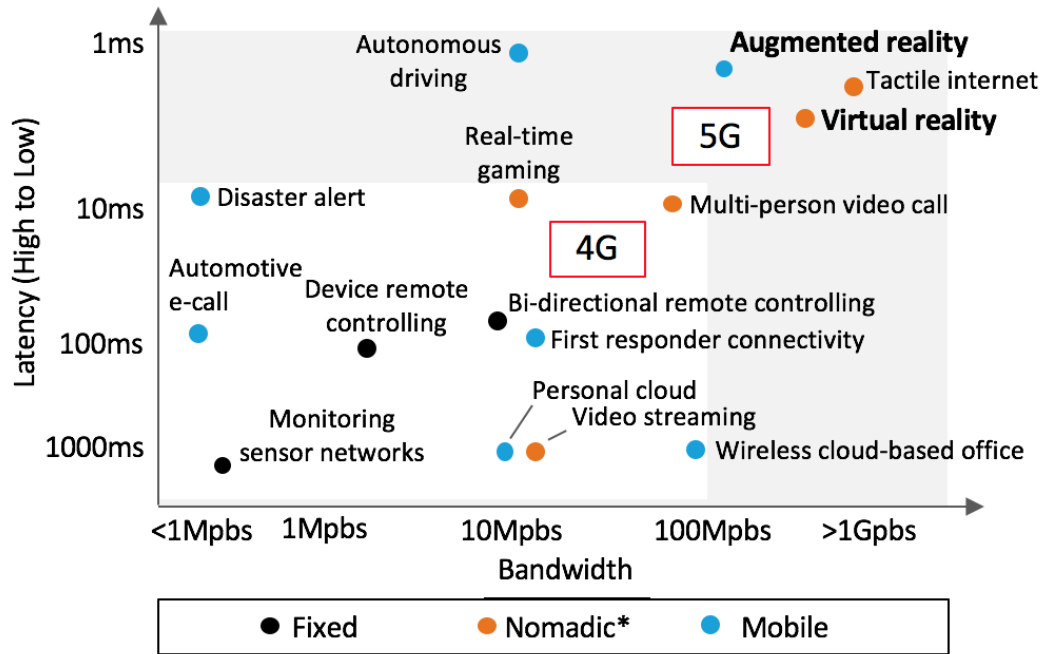 Latency (High to Low)
1ms
10ms
100ms
1000ms
Autonomous
driving
Augmented reality
Tactile internet
Virtual reality
5G
Real-time
gaming
Disaster alert
Multi-person video call
4G
Automotive
e-call
Device remote
controlling
Bi-directional remote controlling
First responder connectivity
Personal cloud
Video streaming
Monitoring
sensor networks
Wireless cloud-based office
<1Mpbs
1Mpbs
10Mpbs
100Mpbs
>1Gpbs
Bandwidth
Fixed
Nomadic*
Mobile